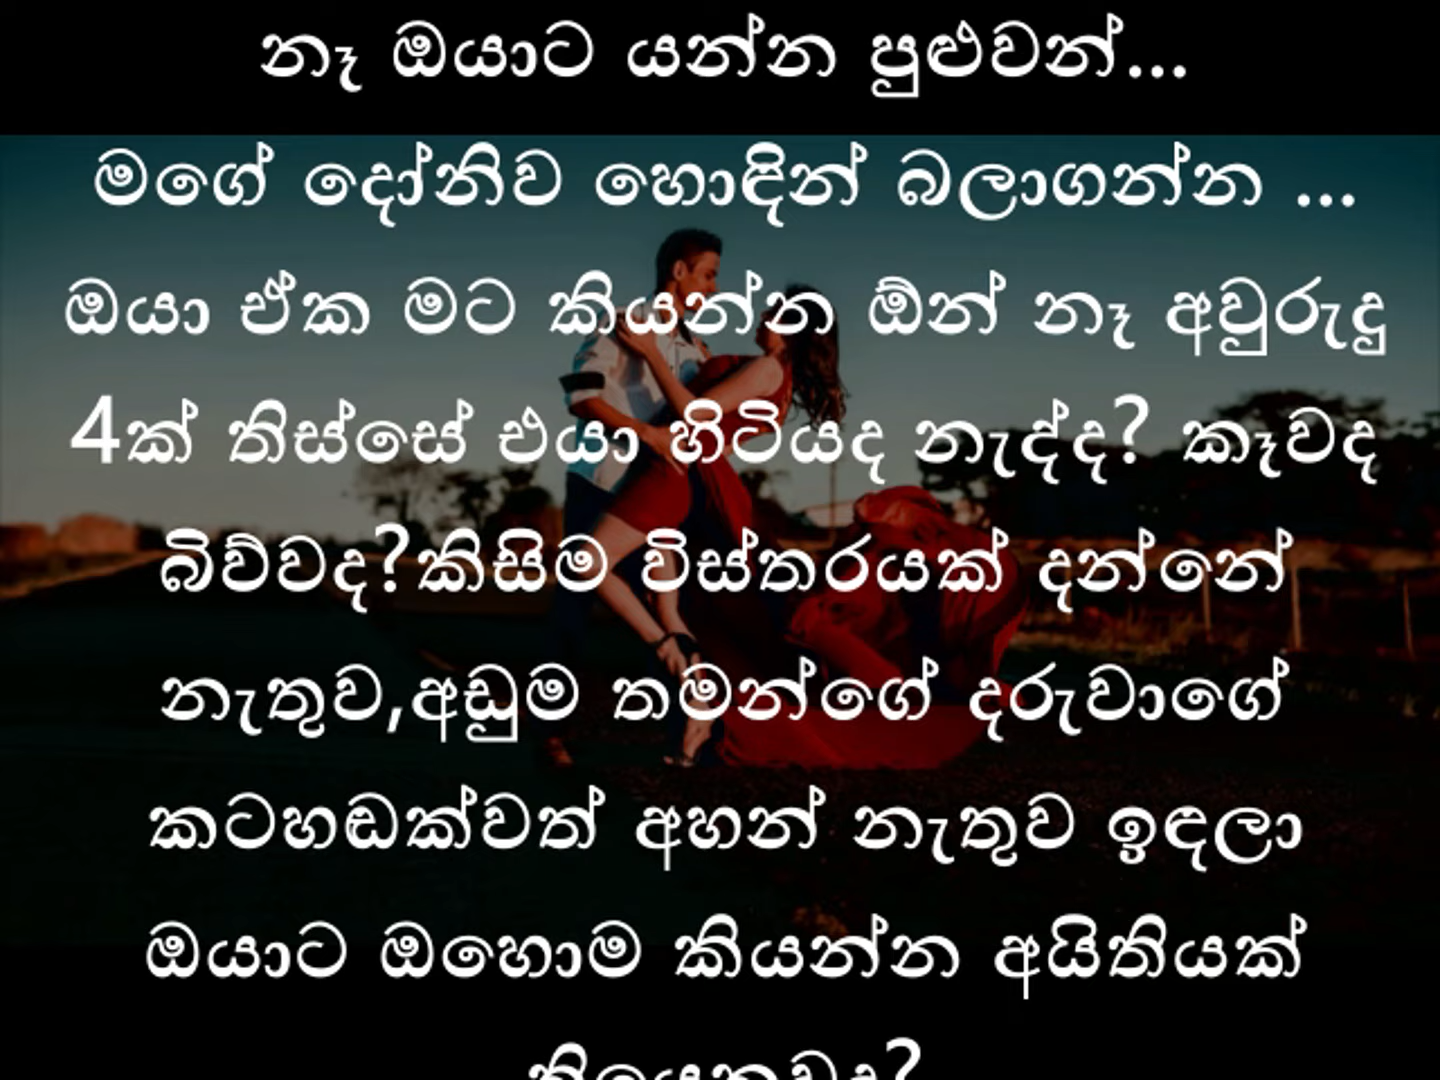 නෑ ඔයාට යන්න පුළුවන්...
මගේ දෝනිව හොඳින් බලාගන්න ...
ඔයා ඒක මට කියන්න ඕන් නෑ අවුරුදු
4ක් තිස්සේ එයා හිටියද නැද්ද? කෑවද
බිව්වද?කිසිම විස්තරයක් දන්නේ
නැතුව,අඩුම තමන්ගේ දරුවාගේ
කටහඬක්වත් අහන් නැතුව ඉඳලා
ඔයාට ඔහොම කියන්න අයිතියක්
තියෙනවද?